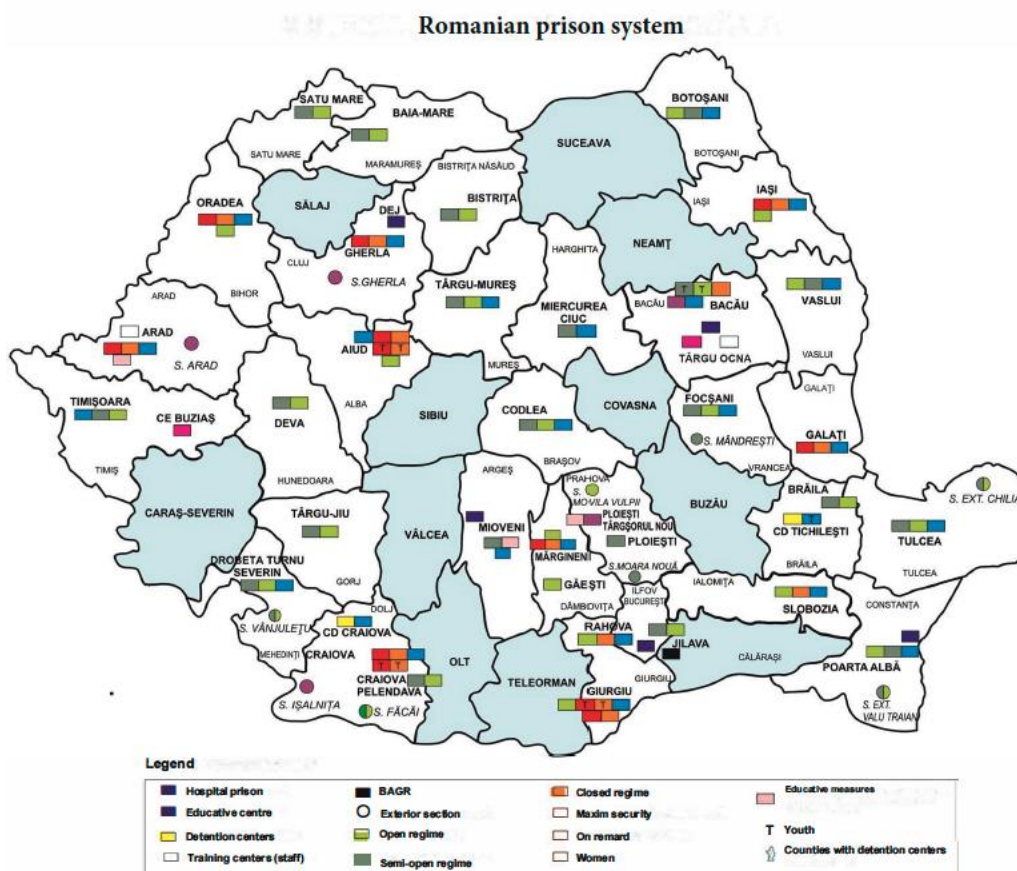 Romanian prison system
SATU MARE
BAIA-MARE
BOTOȘANI
SUCEAVA
SATU MARE
MARAMUREȘ
BISTRIȚA NĂSĂUD
BOTOȘANI
ORADEA
SĂLAJ
DEJ
BISTRIȚA
IAȘI
IAȘI
GHERLA
CLUJ
S.GHERLA
HARGHITA
NEAMȚ
TÂRGU-MUREȘ
MIERCUREA
CIUC
T T
BACĂU
BACĂU
VASLUI
ARAD
BIHOR
ARAD
S. ARAD
AIUD
T T
MUREȘ
TÂRGU OCNA
VASLUI
TIMIȘOARA
CE BUZIAȘ
DEVA
ALBA
SIBIU
CODLEA
COVASNA
FOCȘANI
GALAȚI
S. MÂNDREȘTI
GALAȚI
TIMIȘ
HUNEDOARA
ARGEȘ
BRAȘOV
VRANCEA
PRAHOVA
S.
MOVILA VULPII
BRĂILA
S. EXT. CHILIA
CARAȘ-SEVERIN
TÂRGU-JIU
VÂLCEA
MIOVENI
PLOIEȘTI
TÂRGȘORUL NOU
PLOIEȘTI
BUZĂU
T
CD TICHILEȘTI
TULCEA
MĂRGINENI
DROBETA TURNU
SEVERIN
GORJ
S.MOARA NOUĂ
BRĂILA
TULCEA
GĂEȘTI
DÂMBOVIȚA
ILFOV
BUCUREȘTI
IALOMIȚA
SLOBOZIA
CONSTANȚA
S. VÂNJULEȚU
DOLJ
CD CRAIOVA
RAHOVA
JILAVA
CĂLĂRAȘI
POARTA ALBĂ
MEHEDINȚI
CRAIOVA
T T
OLT
TELEORMAN
GIURGIU
GIURGIU
T T
CRAIOVA
PELENDAVA
S. IȘALNIȚA
S. FĂCĂI
S. EXT.
VALU TRAIAN
Legend
Hospital prison
Educative centre
Detention centers
Training centers (staff)
BAGR
Exterior section
Open regime
Semi-open regime
Closed regime
Maxim security
On remard
Women
Educative measures
T Youth
Counties with detention centers